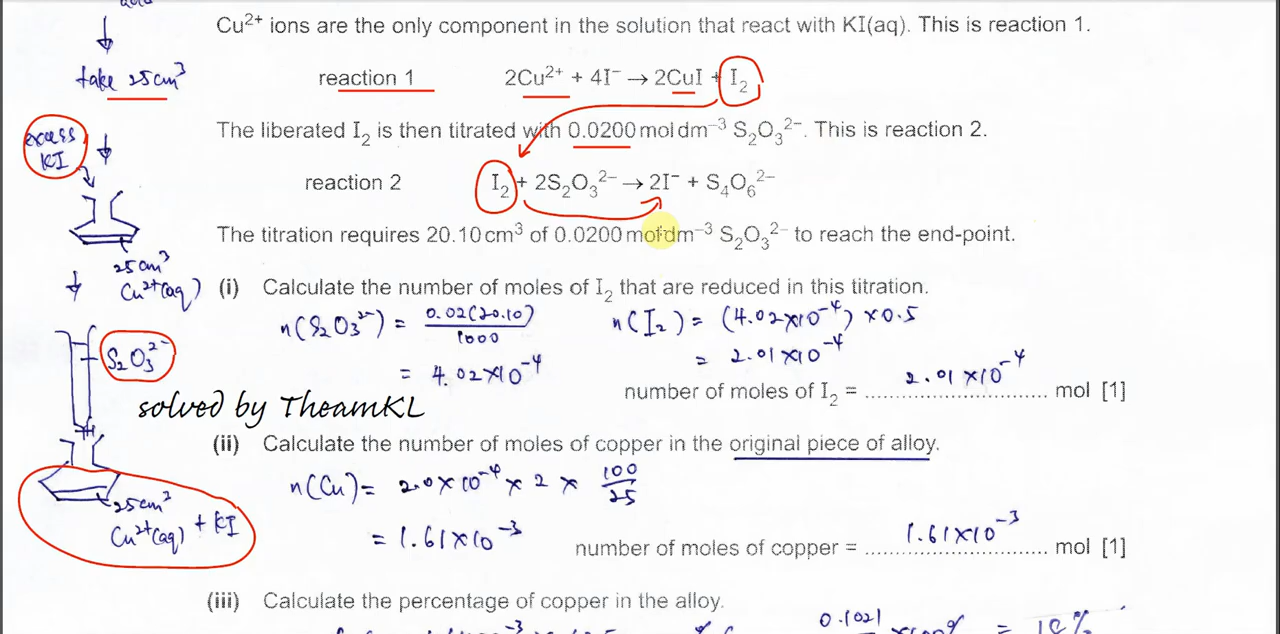 Cu²⁺ ions are the only component in the solution that react with KI(aq). This is reaction 1.
take 25cm³
reaction 1 2Cu²⁺ + 4I⁻ → 2CuI + I₂
excess KI
The liberated I₂ is then titrated with 0.0200 mol dm⁻³ S₂O₃²⁻. This is reaction 2.
reaction 2 I₂ + 2S₂O₃²⁻ → 2I⁻ + S₄O₆²⁻
The titration requires 20.10 cm³ of 0.0200 mol dm⁻³ S₂O₃²⁻ to reach the end-point.
25cm³
Cu²⁺(aq)
(i) Calculate the number of moles of I₂ that are reduced in this titration.
n(S₂O₃²⁻) = 0.02(20.10)/1000 n(I₂) = (4.02×10⁻⁴) × 0.5
= 4.02×10⁻⁴ = 2.01×10⁻⁴
S₂O₃²⁻
number of moles of I₂ = 2.01×10⁻⁴ mol [1]
solved by TheamKL
(ii) Calculate the number of moles of copper in the original piece of alloy.
n(Cu) = 2.0×10⁻⁴ × 2 × 100/25
25cm³
Cu²⁺(aq) + KI
= 1.61×10⁻³
number of moles of copper = 1.61×10⁻³ mol [1]
(iii) Calculate the percentage of copper in the alloy.
0.1021
= 18%